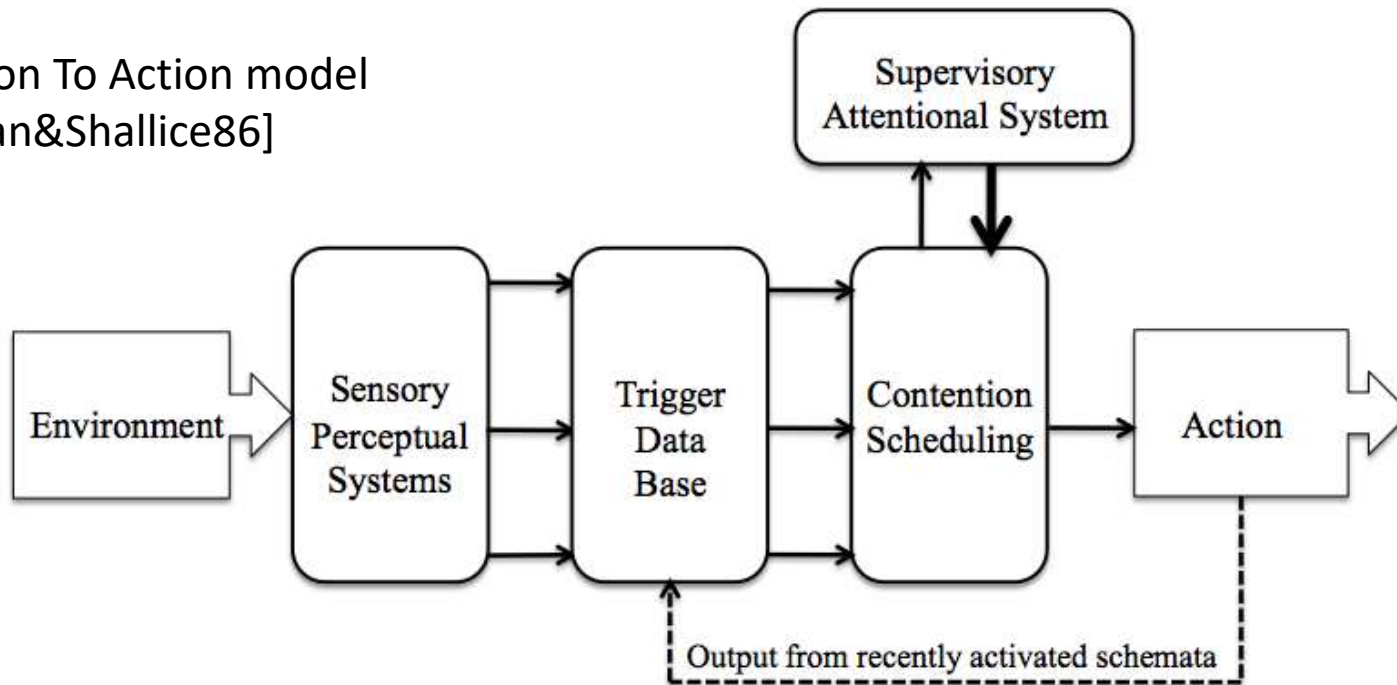 on To Action model
an&Shallice86]
Supervisory
Attentional System
Environment
Sensory
Perceptual
Systems
Trigger
Data
Base
Contention
Scheduling
Action
Output from recently activated schemata